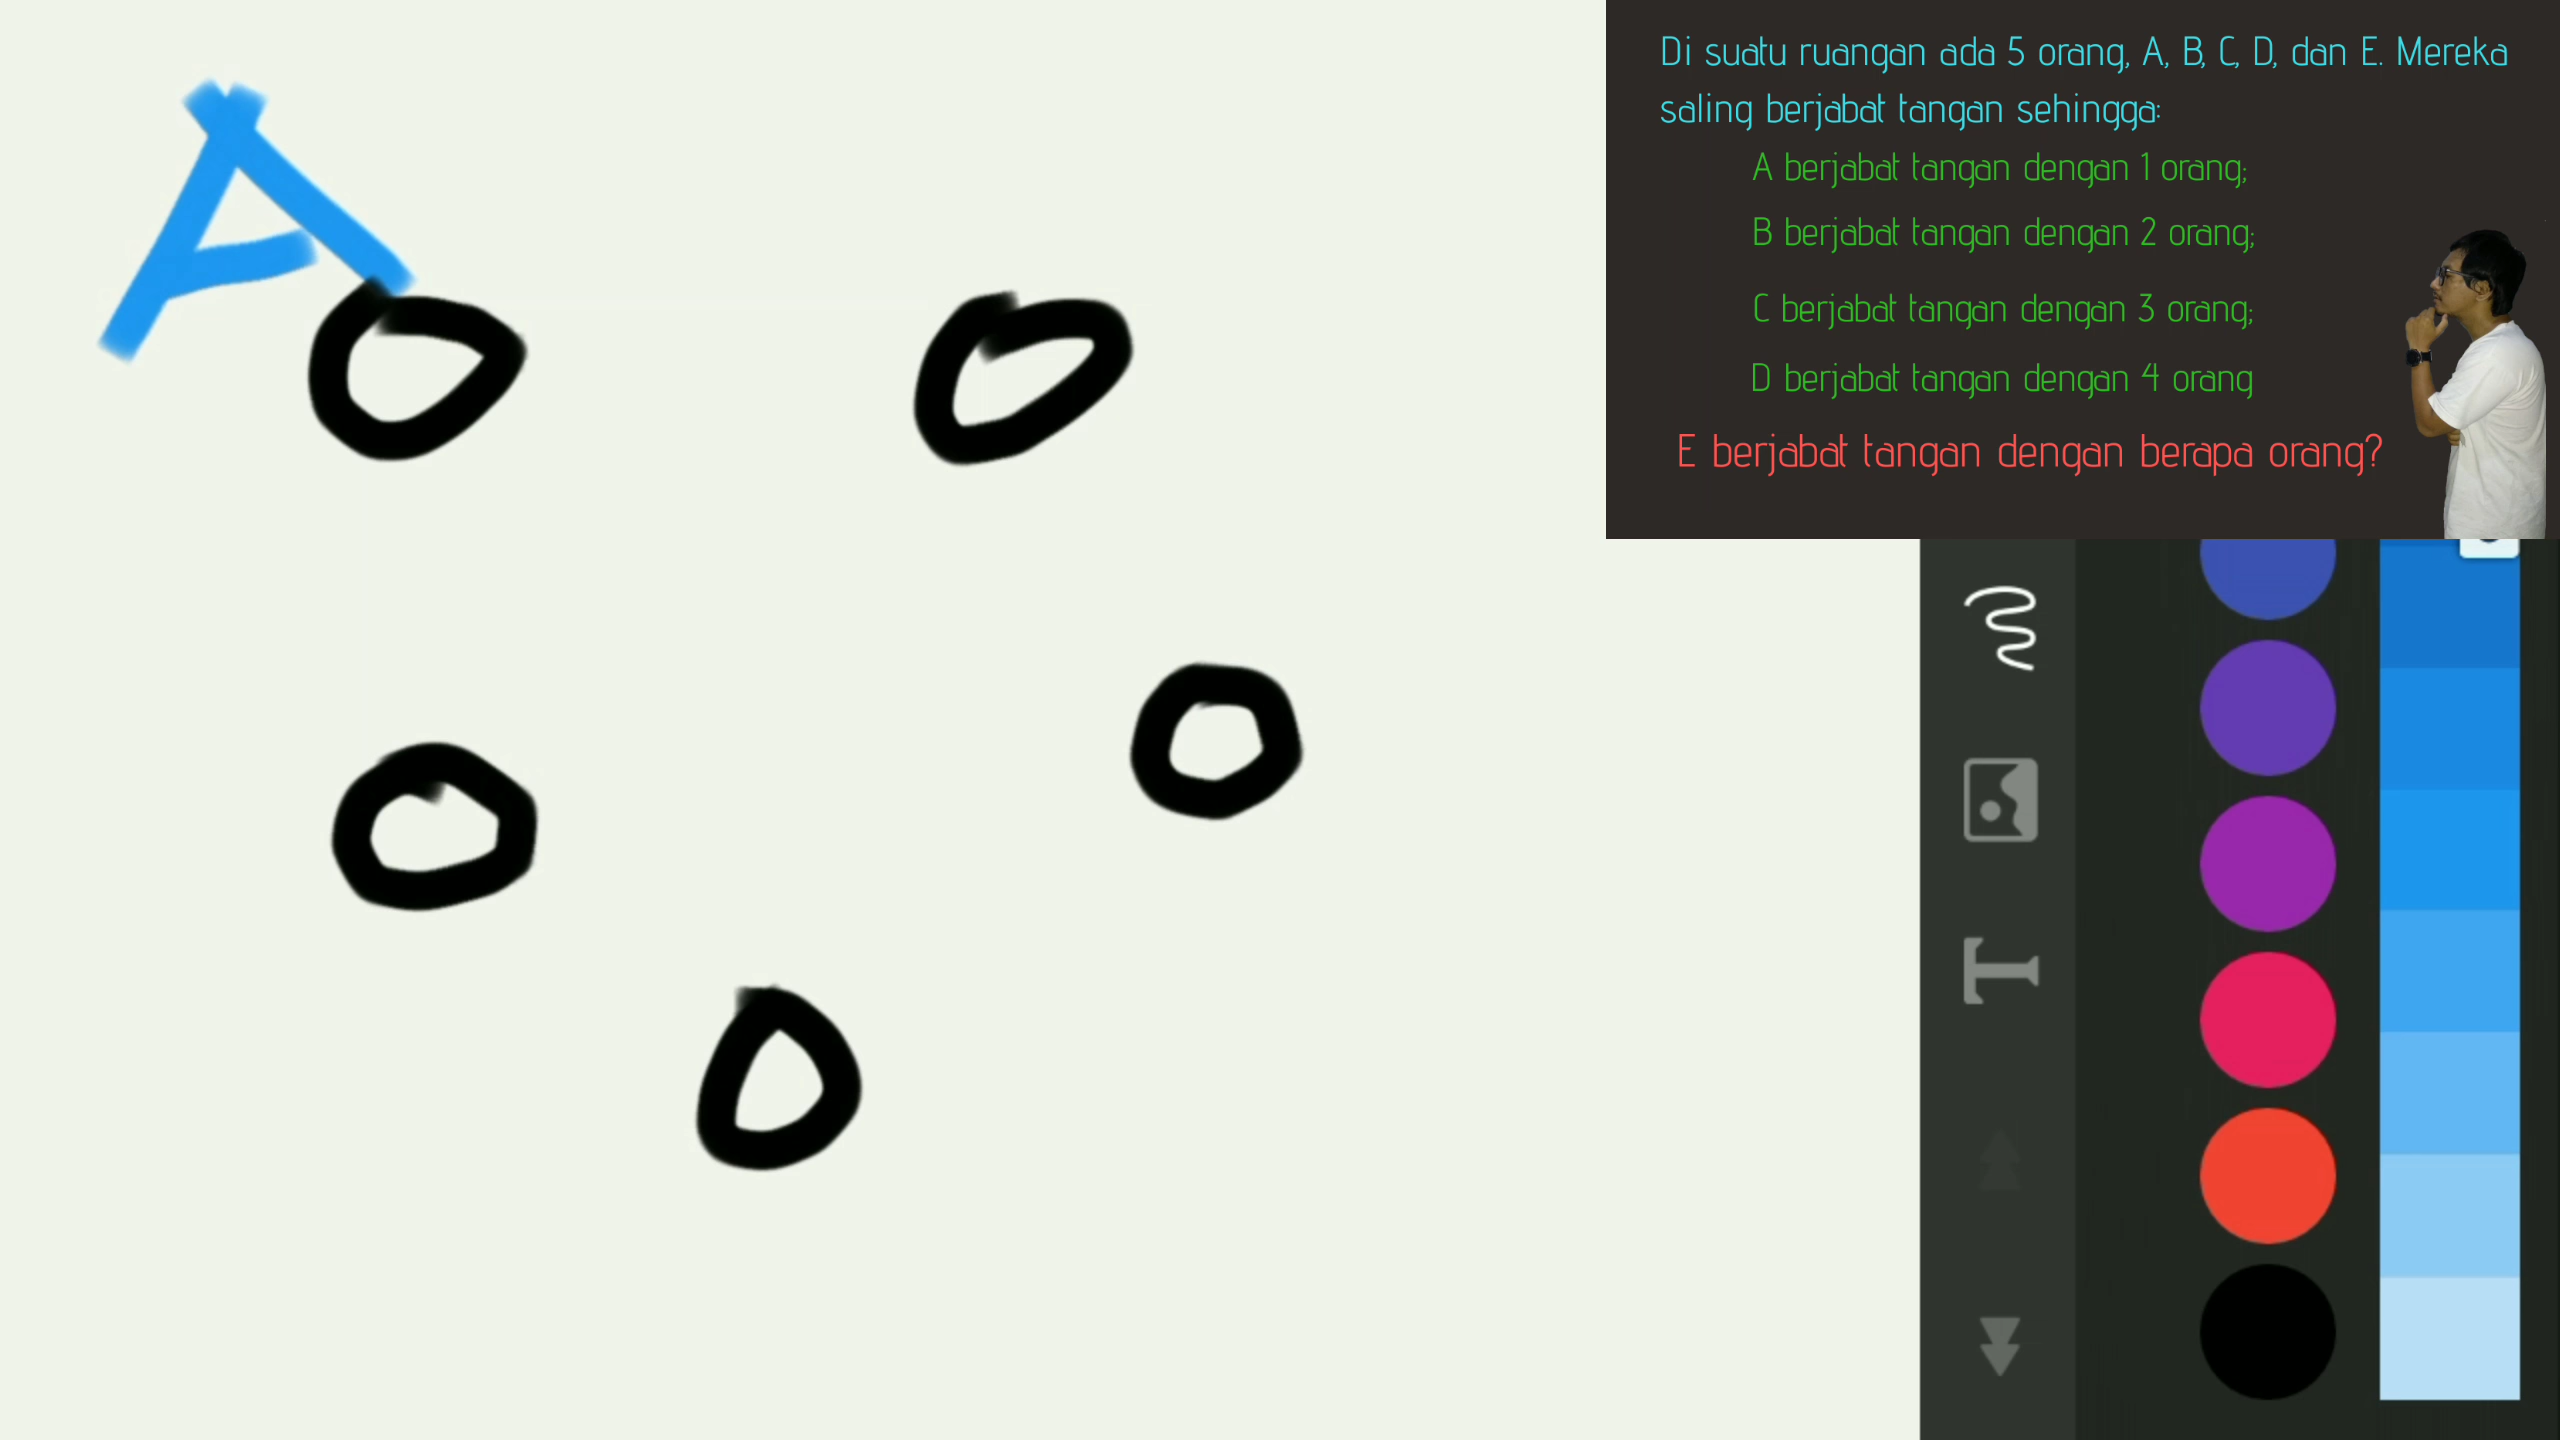 A
Di suatu ruangan ada 5 orang, A, B, C, D, dan E. Mereka
saling berjabat tangan sehingga:
A berjabat tangan dengan 1 orang;
B berjabat tangan dengan 2 orang;
C berjabat tangan dengan 3 orang;
D berjabat tangan dengan 4 orang
E berjabat tangan dengan berapa orang?
T